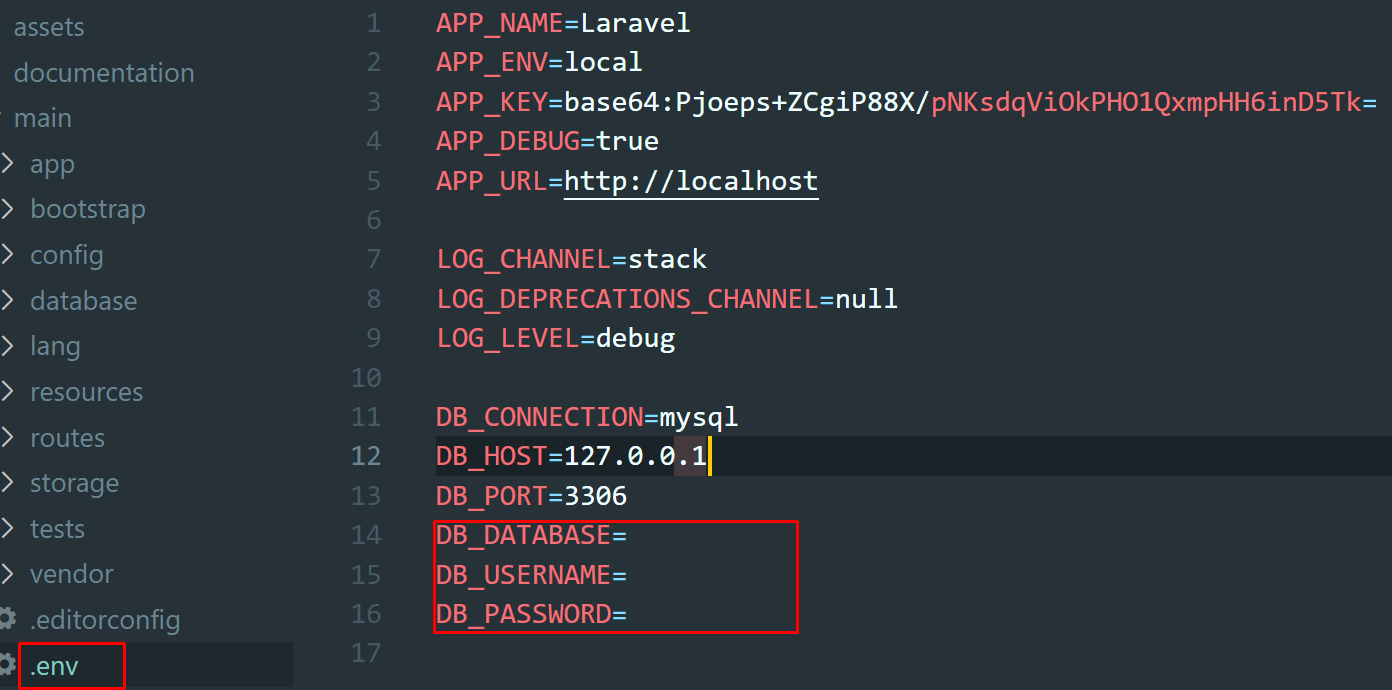 assets
documentation
main
app
bootstrap
config
database
lang
resources
routes
storage
tests
vendor
.editorconfig
.env
1 APP_NAME=Laravel
2 APP_ENV=local
3 APP_KEY=base64:Pjoeps+ZCgiP88X/pNKsdqViOkPHO1QxmpHH6inD5Tk=
4 APP_DEBUG=true
5 APP_URL=http://localhost
6
7 LOG_CHANNEL=stack
8 LOG_DEPRECATIONS_CHANNEL=null
9 LOG_LEVEL=debug
10
11 DB_CONNECTION=mysql
12 DB_HOST=127.0.0.1
13 DB_PORT=3306
14 DB_DATABASE=
15 DB_USERNAME=
16 DB_PASSWORD=
17